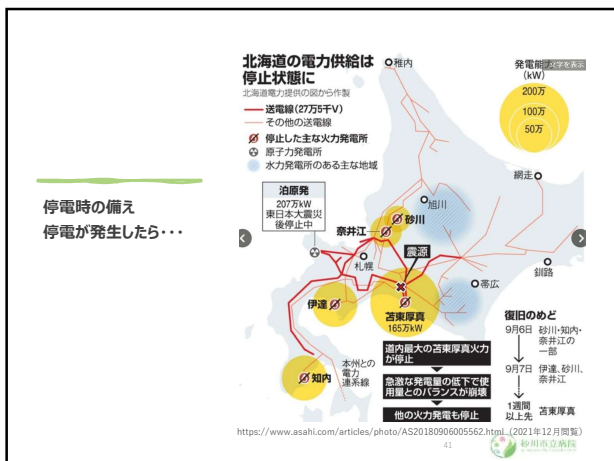 停電時の備え
停電が発生したら・・・
北海道の電力供給は
停止状態に
北海道電力提供の図から作製
送電線(27万5千V)
その他の送電線
停止した主な火力発電所
原子力発電所
水力発電所のある主な地域
発電能
(kW)
文字を表示
200万
100万
50万
稚内
網走
旭川
砂川
奈井江
泊原発
207万kW
東日本大震災
後停止中
札幌
震源
釧路
帯広
伊達
苫東厚真
165万kW
知内
本州との
電力
連系線
道内最大の苫東厚真火力
が停止
急激な発電量の低下で使
用量とのバランスが崩壊
他の火力発電も停止
復旧のめど
9月6日 砂川・知内・
奈井江の
一部
9月7日 伊達、砂川、
奈井江
1週間
以上先 苫東厚真
https://www.asahi.com/articles/photo/AS20180906005562.html (2021年12月閲覧)
41
砂川市立病院